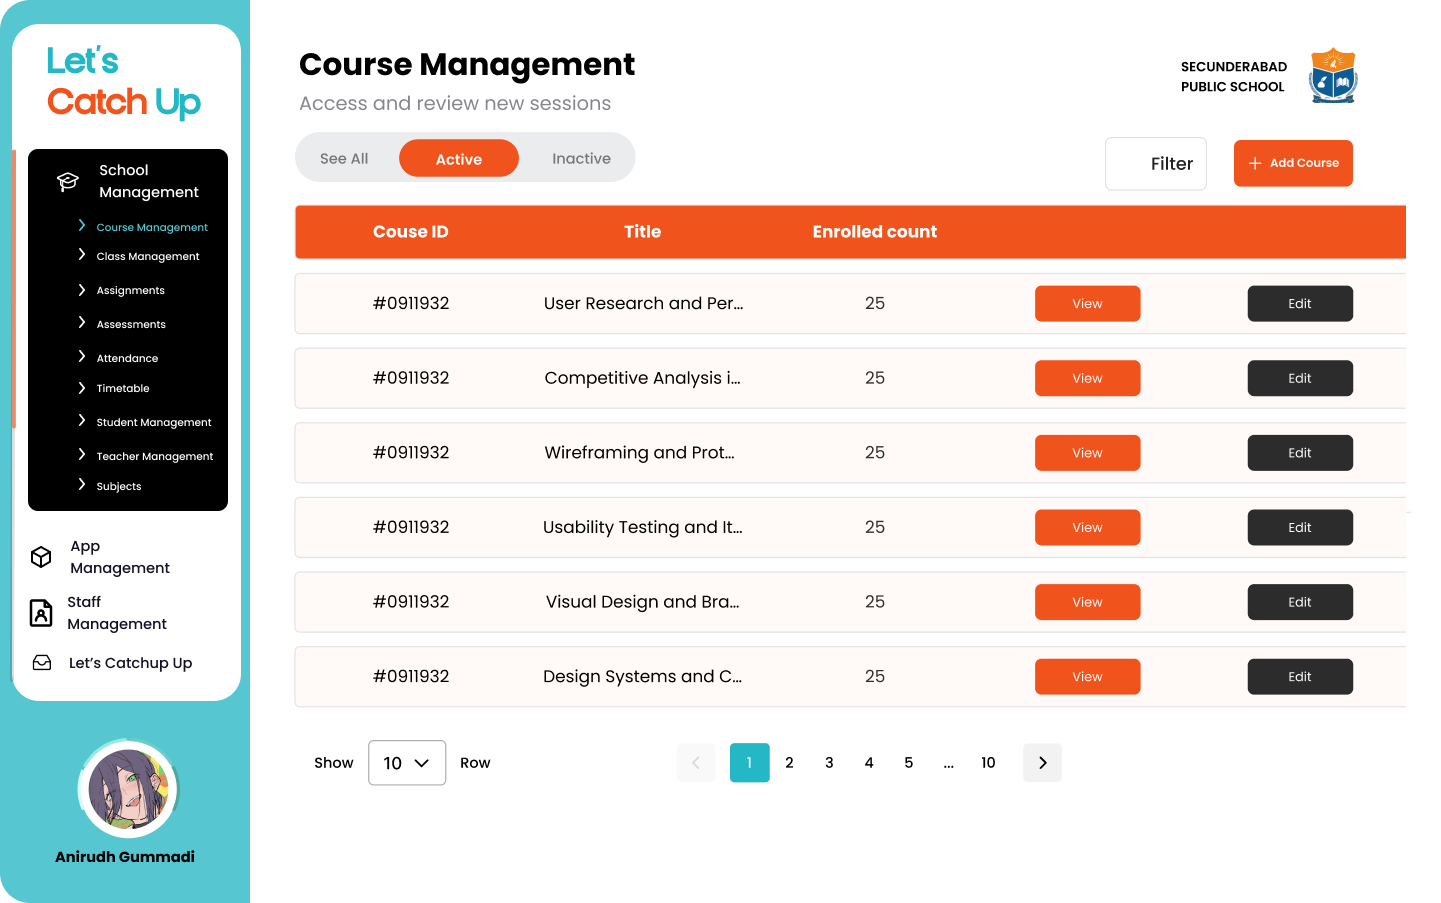 Let's
Catch Up
School
Management
Course Management
Class Management
Assignments
Assessments
Attendance
Timetable
Student Management
Teacher Management
Subjects
App
Management
Staff
Management
Let's Catchup Up
Anirudh Gummadi
Course Management
Access and review new sessions
SECUNDERABAD
PUBLIC SCHOOL
See All Active Inactive
Filter
+ Add Course
Couse ID Title Enrolled count
#0911932 User Research and Per... 25 View Edit
#0911932 Competitive Analysis i... 25 View Edit
#0911932 Wireframing and Prot... 25 View Edit
#0911932 Usability Testing and It... 25 View Edit
#0911932 Visual Design and Bra... 25 View Edit
#0911932 Design Systems and C... 25 View Edit
Show 10 Row 1 2 3 4 5 ... 10